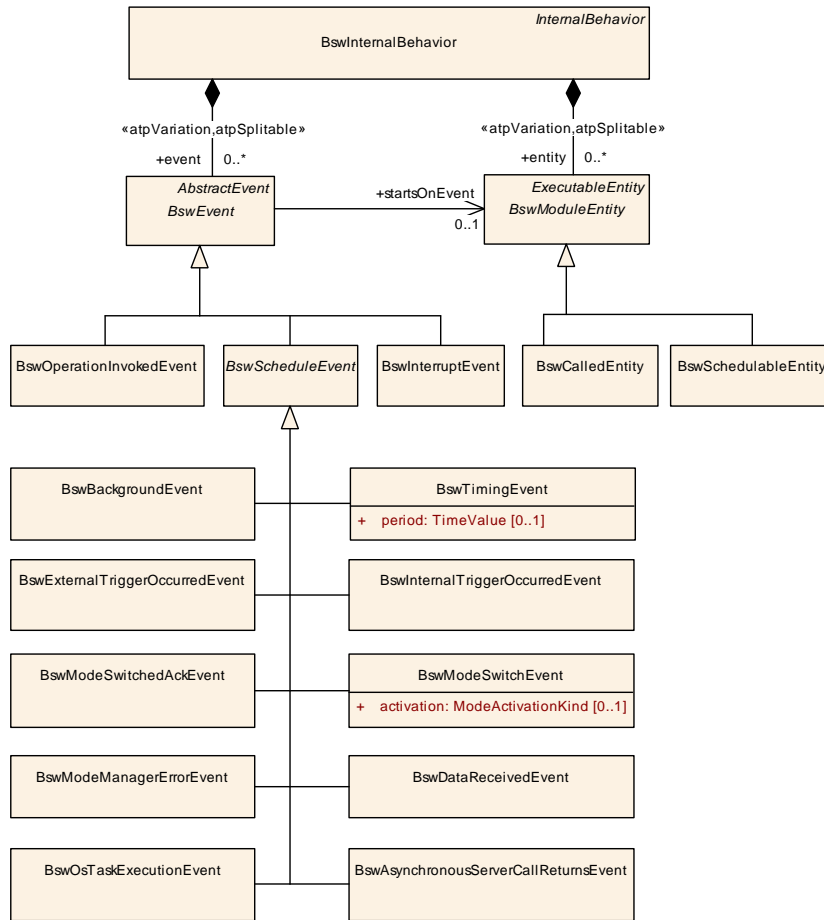 InternalBehavior
BswInternalBehavior
«atpVariation,atpSplitable»
«atpVariation,atpSplitable»
+event 0..*
+entity 0..*
AbstractEvent
BswEvent
+startsOnEvent
0..1
ExecutableEntity
BswModuleEntity
BswOperationInvokedEvent
BswScheduleEvent
BswInterruptEvent
BswCalledEntity
BswSchedulableEntity
BswBackgroundEvent
BswTimingEvent
+ period: TimeValue [0..1]
BswExternalTriggerOccurredEvent
BswInternalTriggerOccurredEvent
BswModeSwitchedAckEvent
BswModeSwitchEvent
+ activation: ModeActivationKind [0..1]
BswModeManagerErrorEvent
BswDataReceivedEvent
BswOsTaskExecutionEvent
BswAsynchronousServerCallReturnsEvent